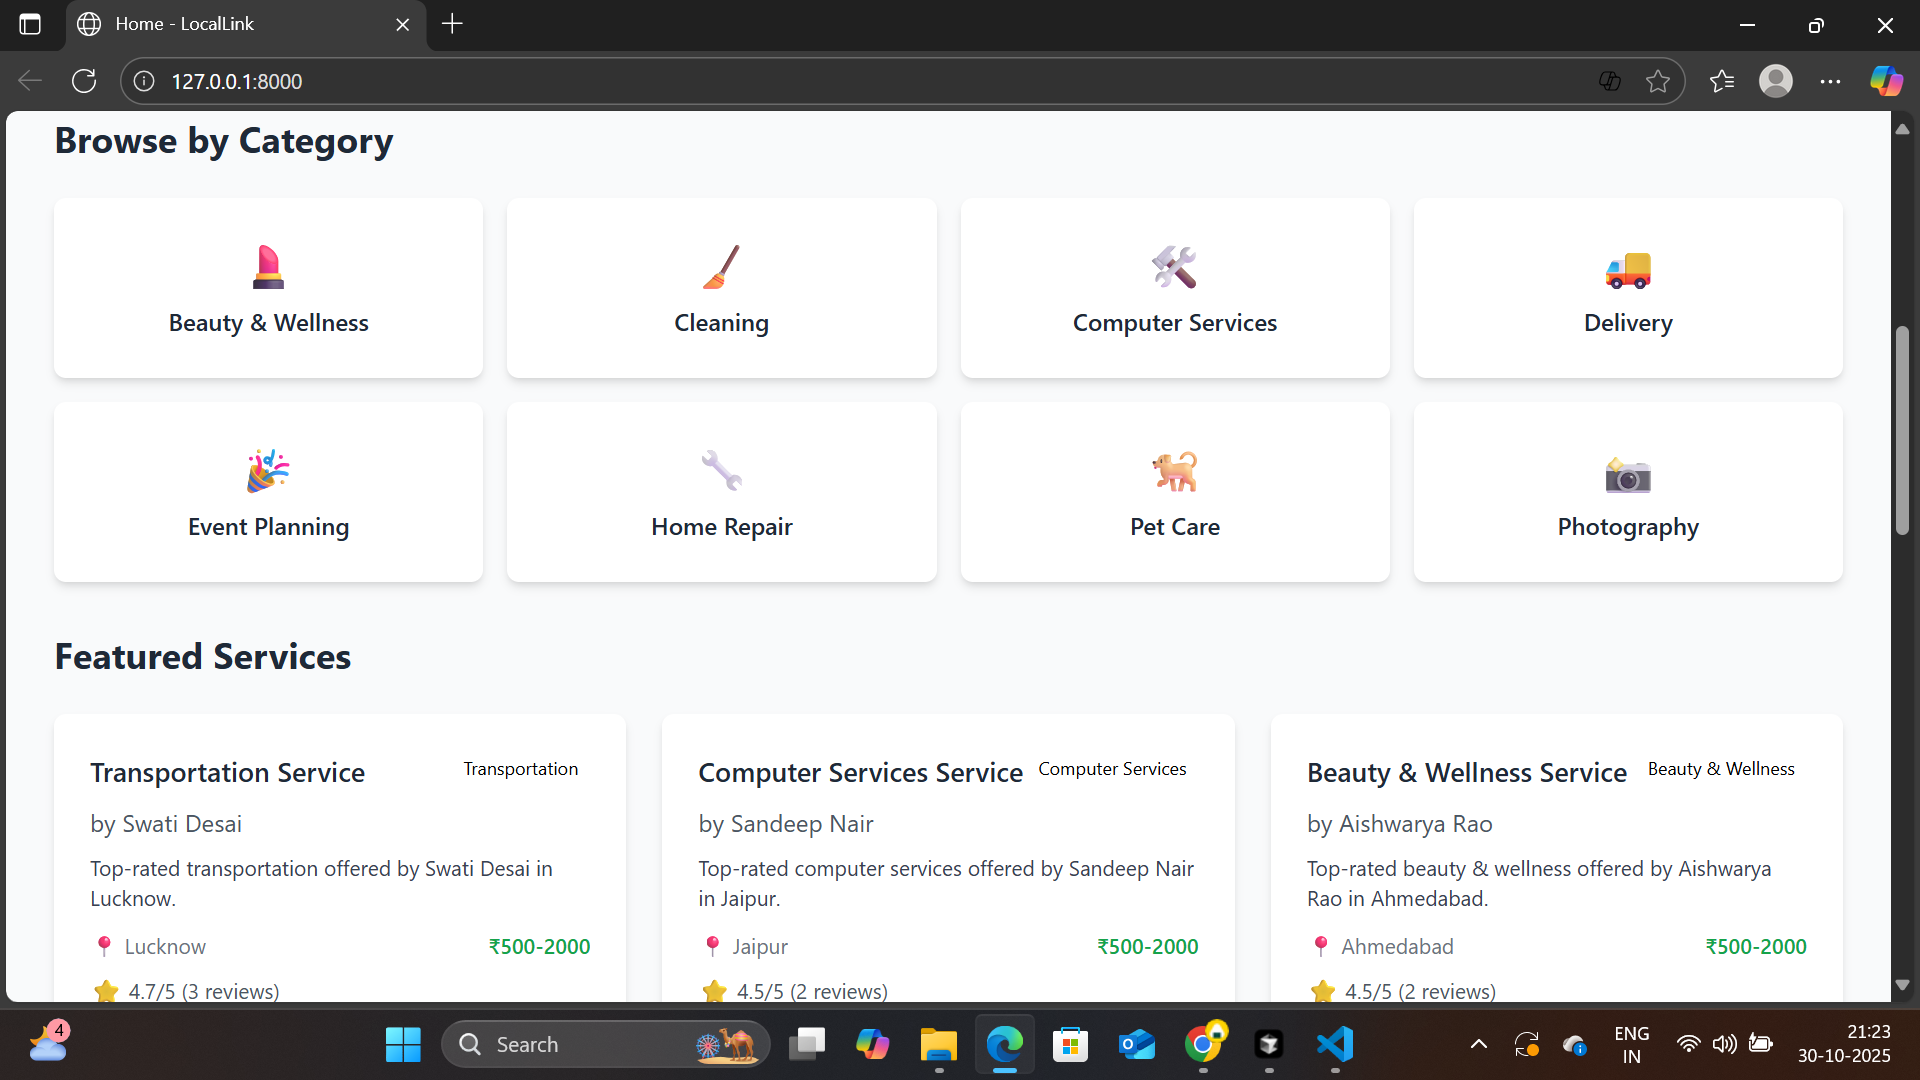 Home - LocalLink
127.0.0.1:8000
Browse by Category
Beauty & Wellness
Cleaning
Computer Services
Delivery
Event Planning
Home Repair
Pet Care
Photography
Featured Services
Transportation Service
Transportation
by Swati Desai
Top-rated transportation offered by Swati Desai in
Lucknow.
Lucknow
₹500-2000
4.7/5 (3 reviews)
Computer Services Service
Computer Services
by Sandeep Nair
Top-rated computer services offered by Sandeep Nair
in Jaipur.
Jaipur
₹500-2000
4.5/5 (2 reviews)
Beauty & Wellness Service
Beauty & Wellness
by Aishwarya Rao
Top-rated beauty & wellness offered by Aishwarya
Rao in Ahmedabad.
Ahmedabad
₹500-2000
4.5/5 (2 reviews)
4
Search
ENG
IN
21:23
30-10-2025